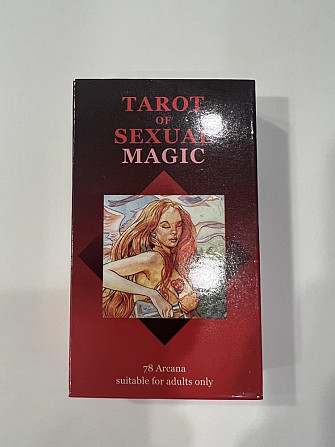 TAROT
OF
SEXUAL
MAGIC
78 Arcana
suitable for adults only